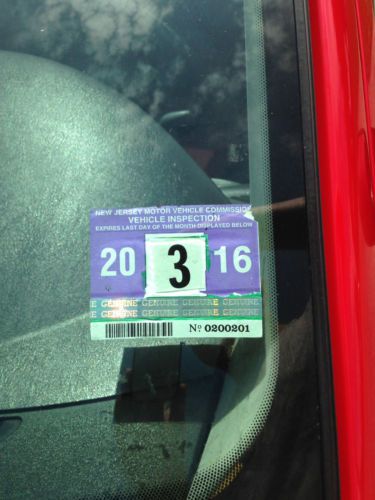 NEW JERSEY MOTOR VEHICLE COMMISSION
VEHICLE INSPECTION
EXPIRES LAST DAY OF THE MONTH DISPLAYED BELOW
20 3 16
E GENUINE GENUINE GENUINE GENUINE
E GENUINE GENUINE GENUINE GENUINE
Nº 0200201